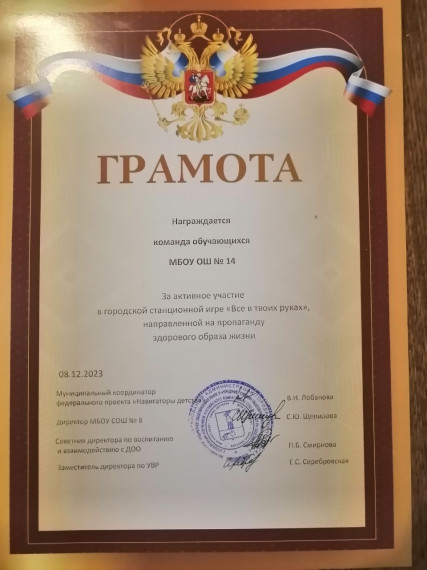 ГРАМОТА
Награждается
команда обучающихся
МБОУ ОШ № 14
За активное участие
в городской станционной игре «Все в твоих руках»,
направленной на пропаганду
здорового образа жизни
08.12.2023
Муниципальный координатор
федерального проекта «Навигаторы детства» В.Н. Лобачова
Директор МБОУ СОШ № 8 С.Ю. Щепилова
Советник директора по воспитанию
и взаимодействию с ДОО П.Б. Смирнова
Заместитель директора по УВР Е.С. Серебровская